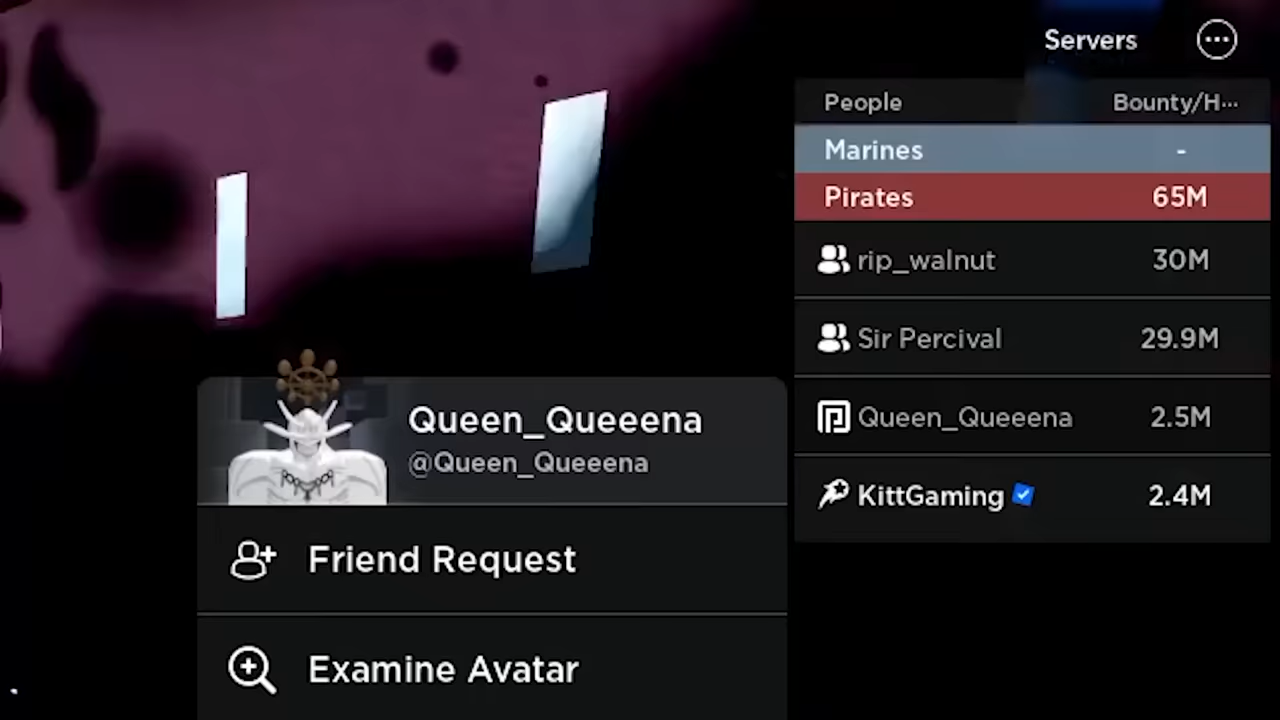 Servers
People Bounty/H...
Marines -
Pirates 65M
rip_walnut 30M
Sir Percival 29.9M
Queen_Queeena 2.5M
KittGaming 2.4M
Queen_Queeena
@Queen_Queeena
Friend Request
Examine Avatar